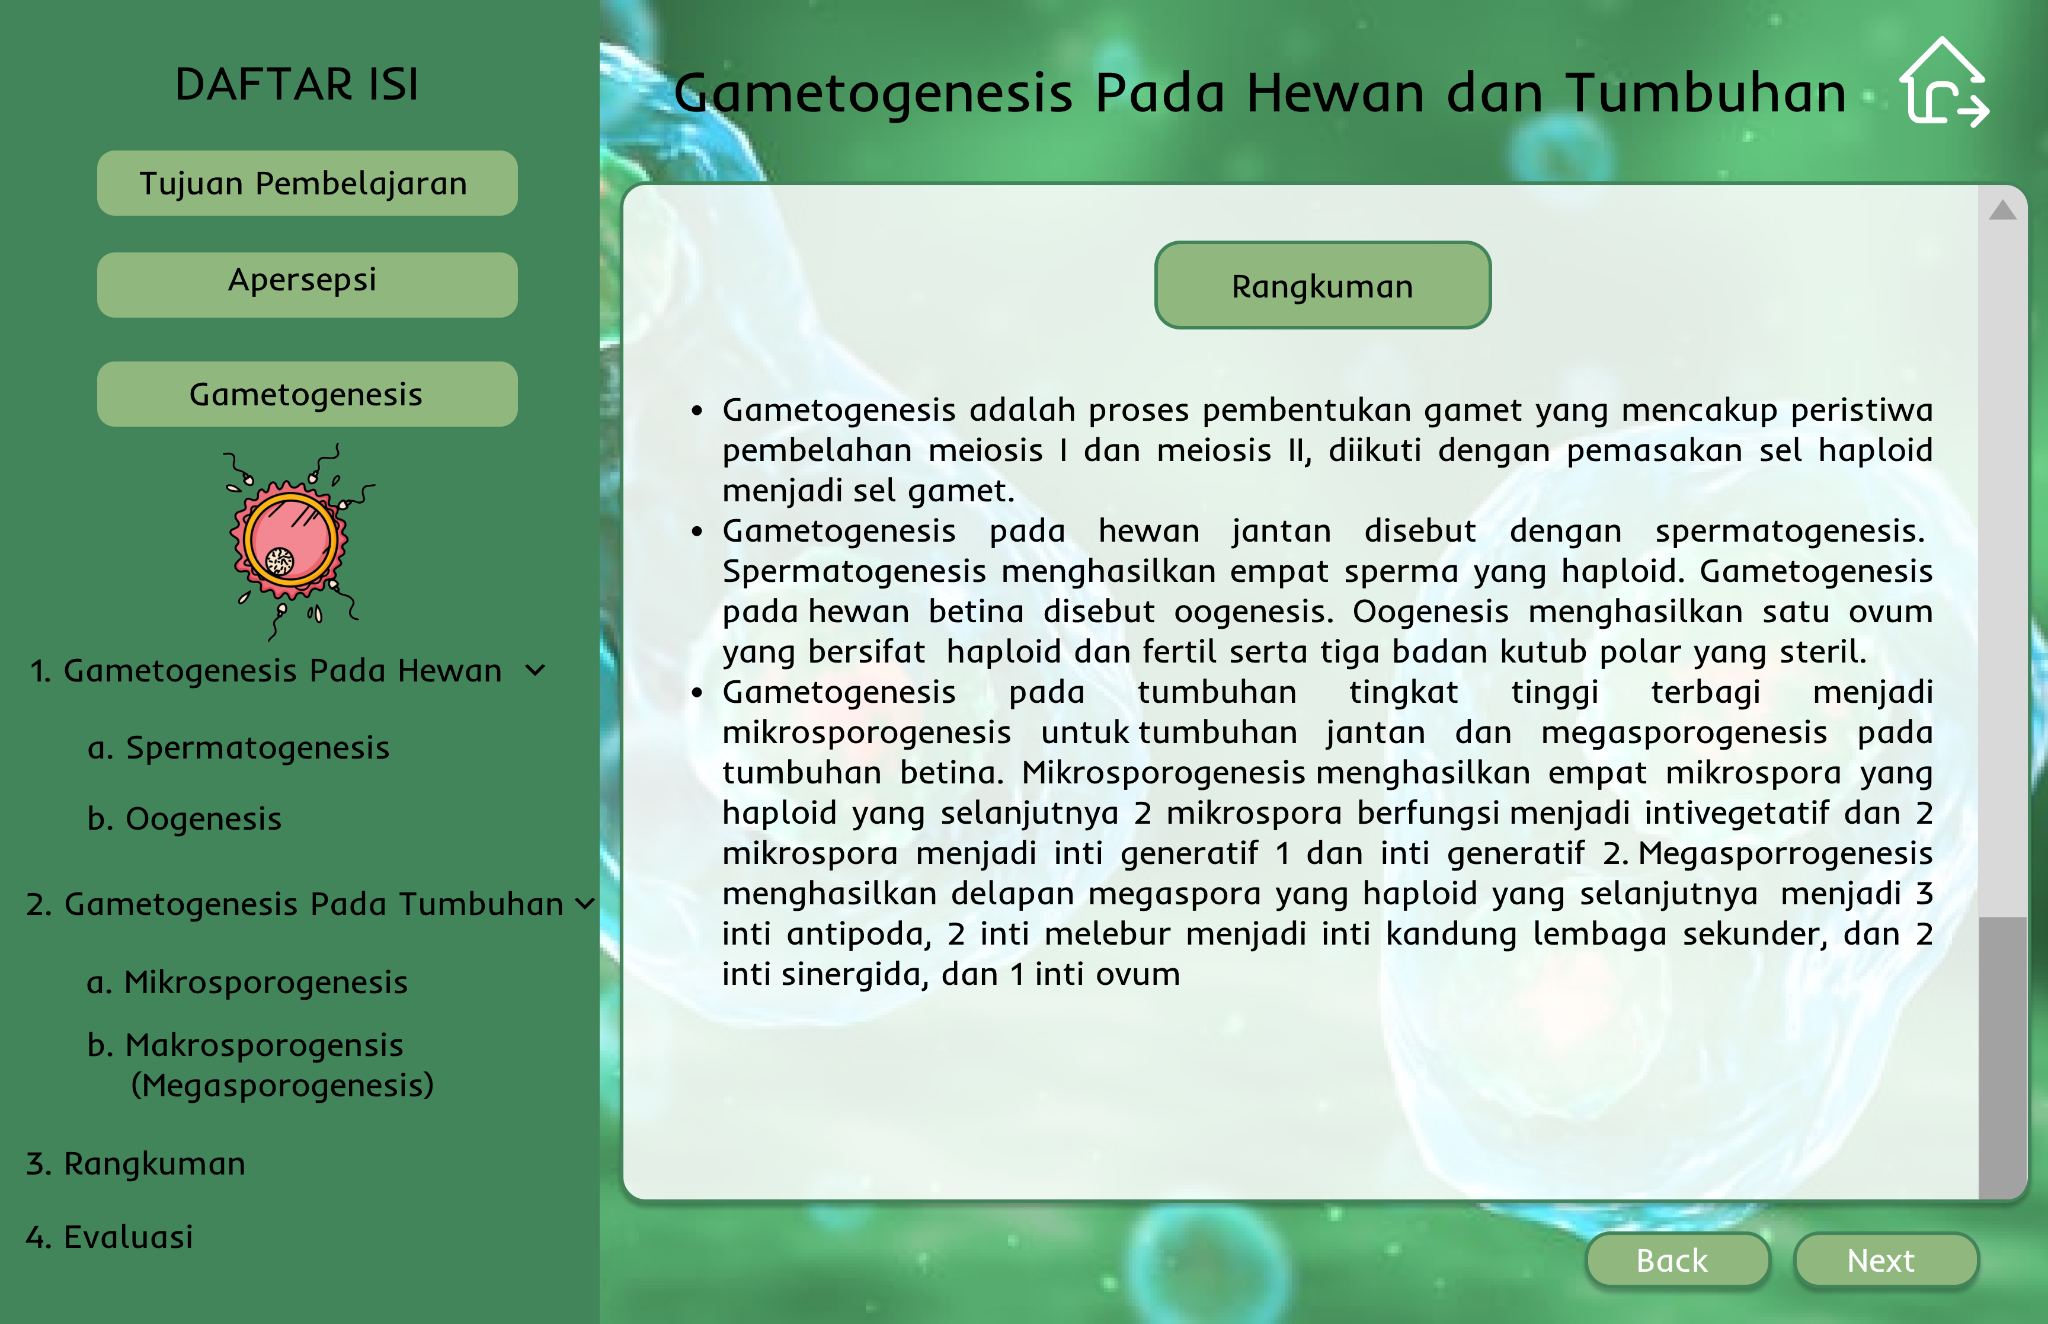 DAFTAR ISI
Tujuan Pembelajaran
Apersepsi
Gametogenesis
1. Gametogenesis Pada Hewan
a. Spermatogenesis
b. Oogenesis
2. Gametogenesis Pada Tumbuhan
a. Mikrosporogenesis
b. Makrosporogensis
(Megasporogenesis)
3. Rangkuman
4. Evaluasi
Gametogenesis Pada Hewan dan Tumbuhan
Rangkuman
• Gametogenesis adalah proses pembentukan gamet yang mencakup peristiwa
pembelahan meiosis I dan meiosis II, diikuti dengan pemasakan sel haploid
menjadi sel gamet.
• Gametogenesis pada hewan jantan disebut dengan spermatogenesis.
Spermatogenesis menghasilkan empat sperma yang haploid. Gametogenesis
pada hewan betina disebut oogenesis. Oogenesis menghasilkan satu ovum
yang bersifat haploid dan fertil serta tiga badan kutub polar yang steril.
• Gametogenesis pada tumbuhan tingkat tinggi terbagi menjadi
mikrosporogenesis untuk tumbuhan jantan dan megasporogenesis pada
tumbuhan betina. Mikrosporogenesis menghasilkan empat mikrospora yang
haploid yang selanjutnya 2 mikrospora berfungsi menjadi intivegetatif dan 2
mikrospora menjadi inti generatif 1 dan inti generatif 2. Megasporrogenesis
menghasilkan delapan megaspora yang haploid yang selanjutnya menjadi 3
inti antipoda, 2 inti melebur menjadi inti kandung lembaga sekunder, dan 2
inti sinergida, dan 1 inti ovum
Back
Next